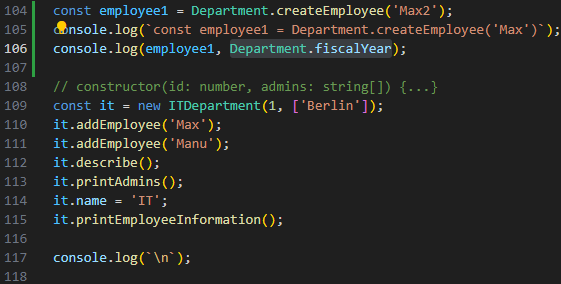 104 const employee1 = Department.createEmployee('Max2');
105 console.log(`const employee1 = Department.createEmployee('Max')`);
106 console.log(employee1, Department.fiscalYear);
107
108 // constructor(id: number, admins: string[]) {...}
109 const it = new ITDepartment(1, ['Berlin']);
110 it.addEmployee('Max');
111 it.addEmployee('Manu');
112 it.describe();
113 it.printAdmins();
114 it.name = 'IT';
115 it.printEmployeeInformation();
116
117 console.log(`\n`);
118